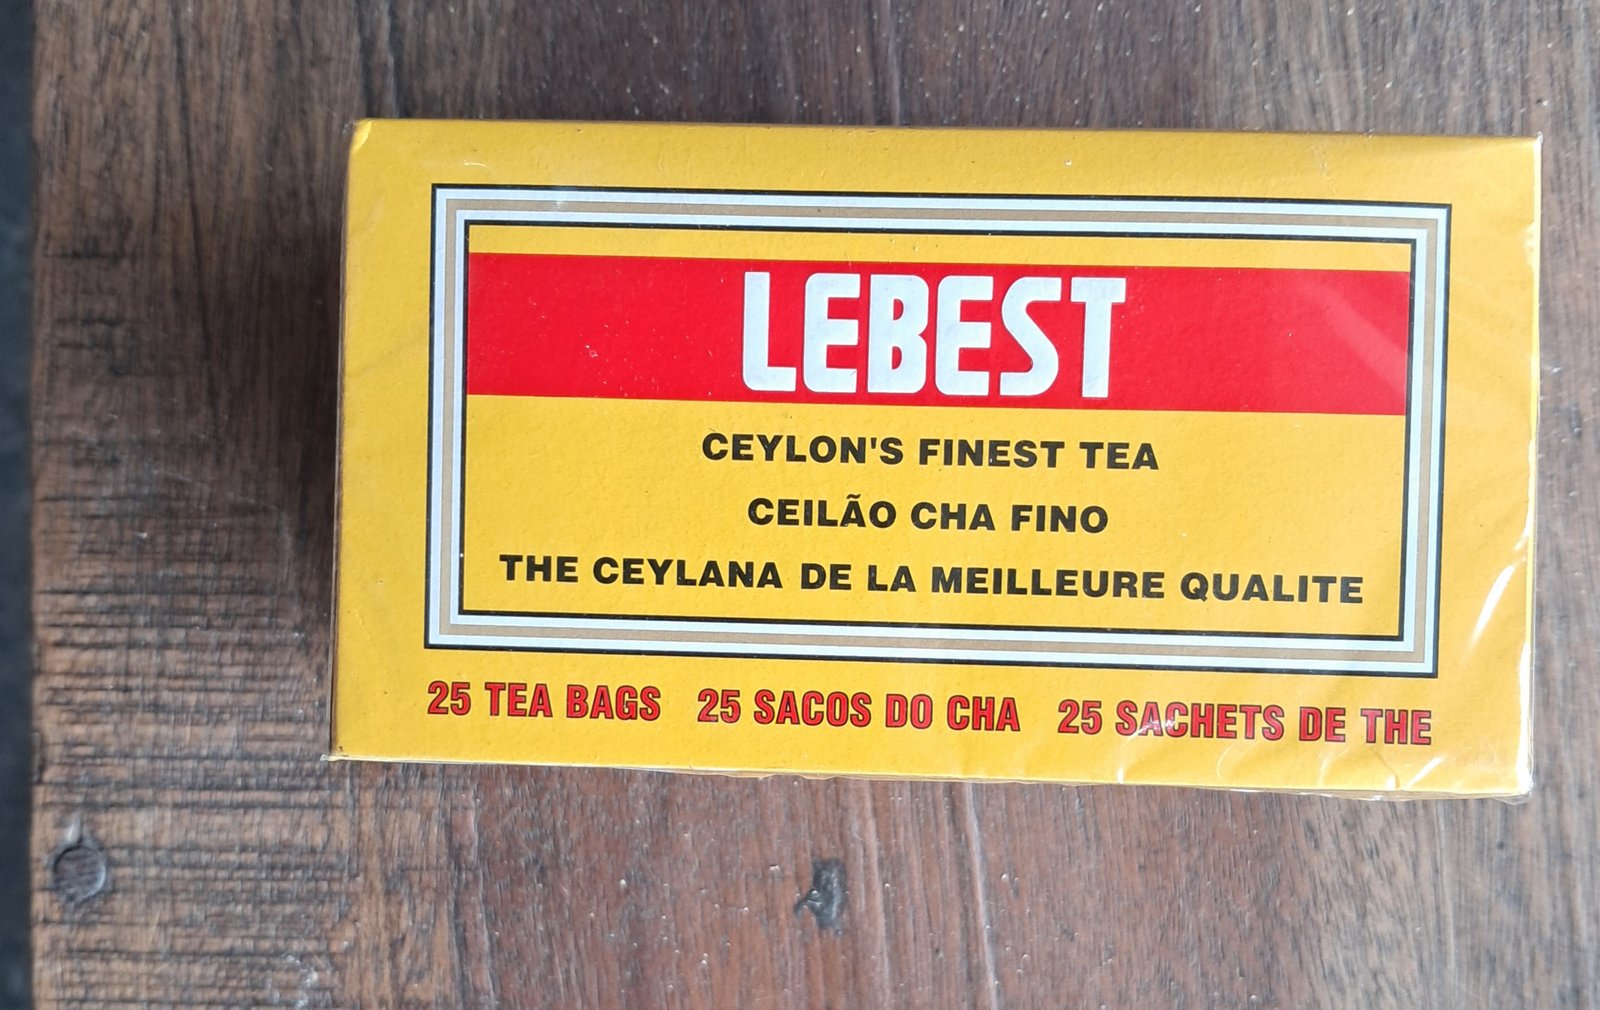 LEBEST
CEYLON'S FINEST TEA
CEILÃO CHA FINO
THE CEYLANA DE LA MEILLEURE QUALITE
25 TEA BAGS 25 SACOS DO CHA 25 SACHETS DE THE